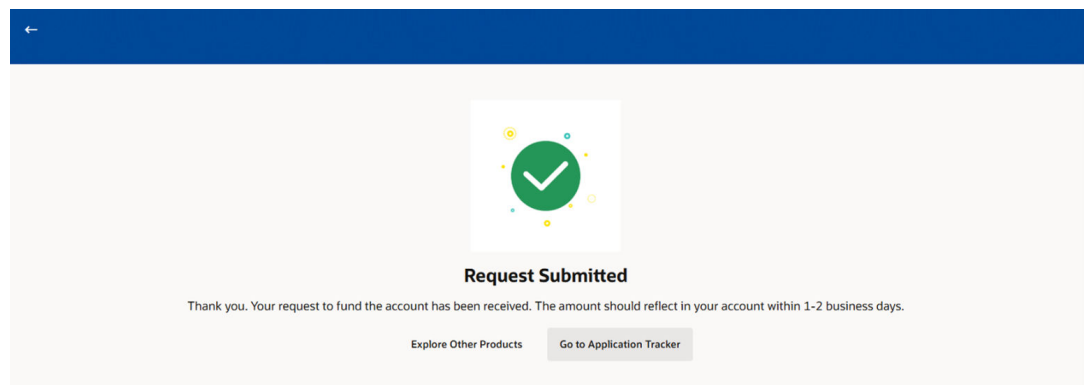 Request Submitted
Thank you. Your request to fund the account has been received. The amount should reflect in your account within 1-2 business days.
Explore Other Products Go to Application Tracker